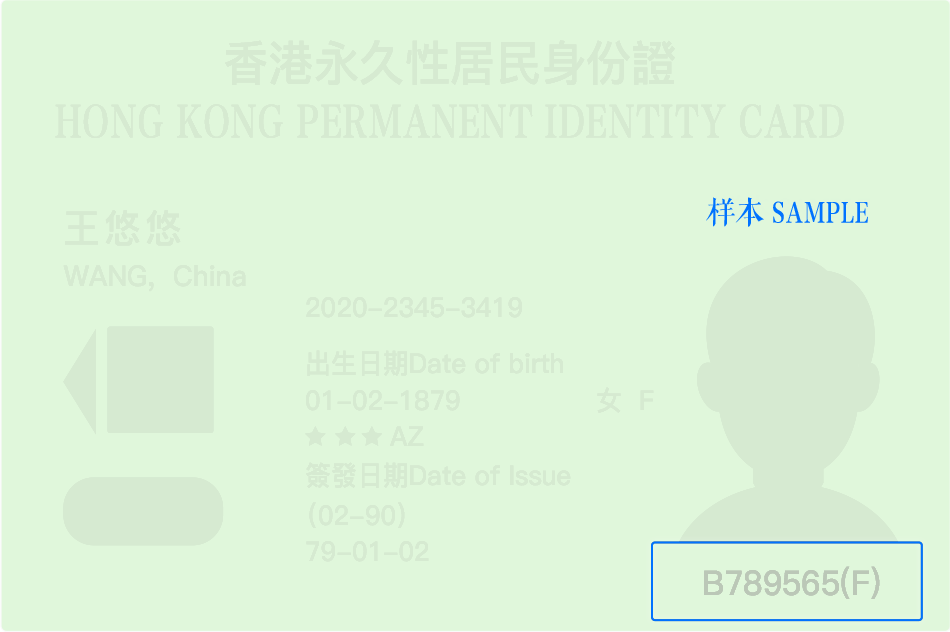 香港永久性居民身份證
HONG KONG PERMANENT IDENTITY CARD
样本 SAMPLE
王悠悠
WANG, China
2020-2345-3419
出生日期Date of birth
01-02-1879 女 F
★★★AZ
簽發日期Date of Issue
(02-90)
79-01-02
B789565(F)